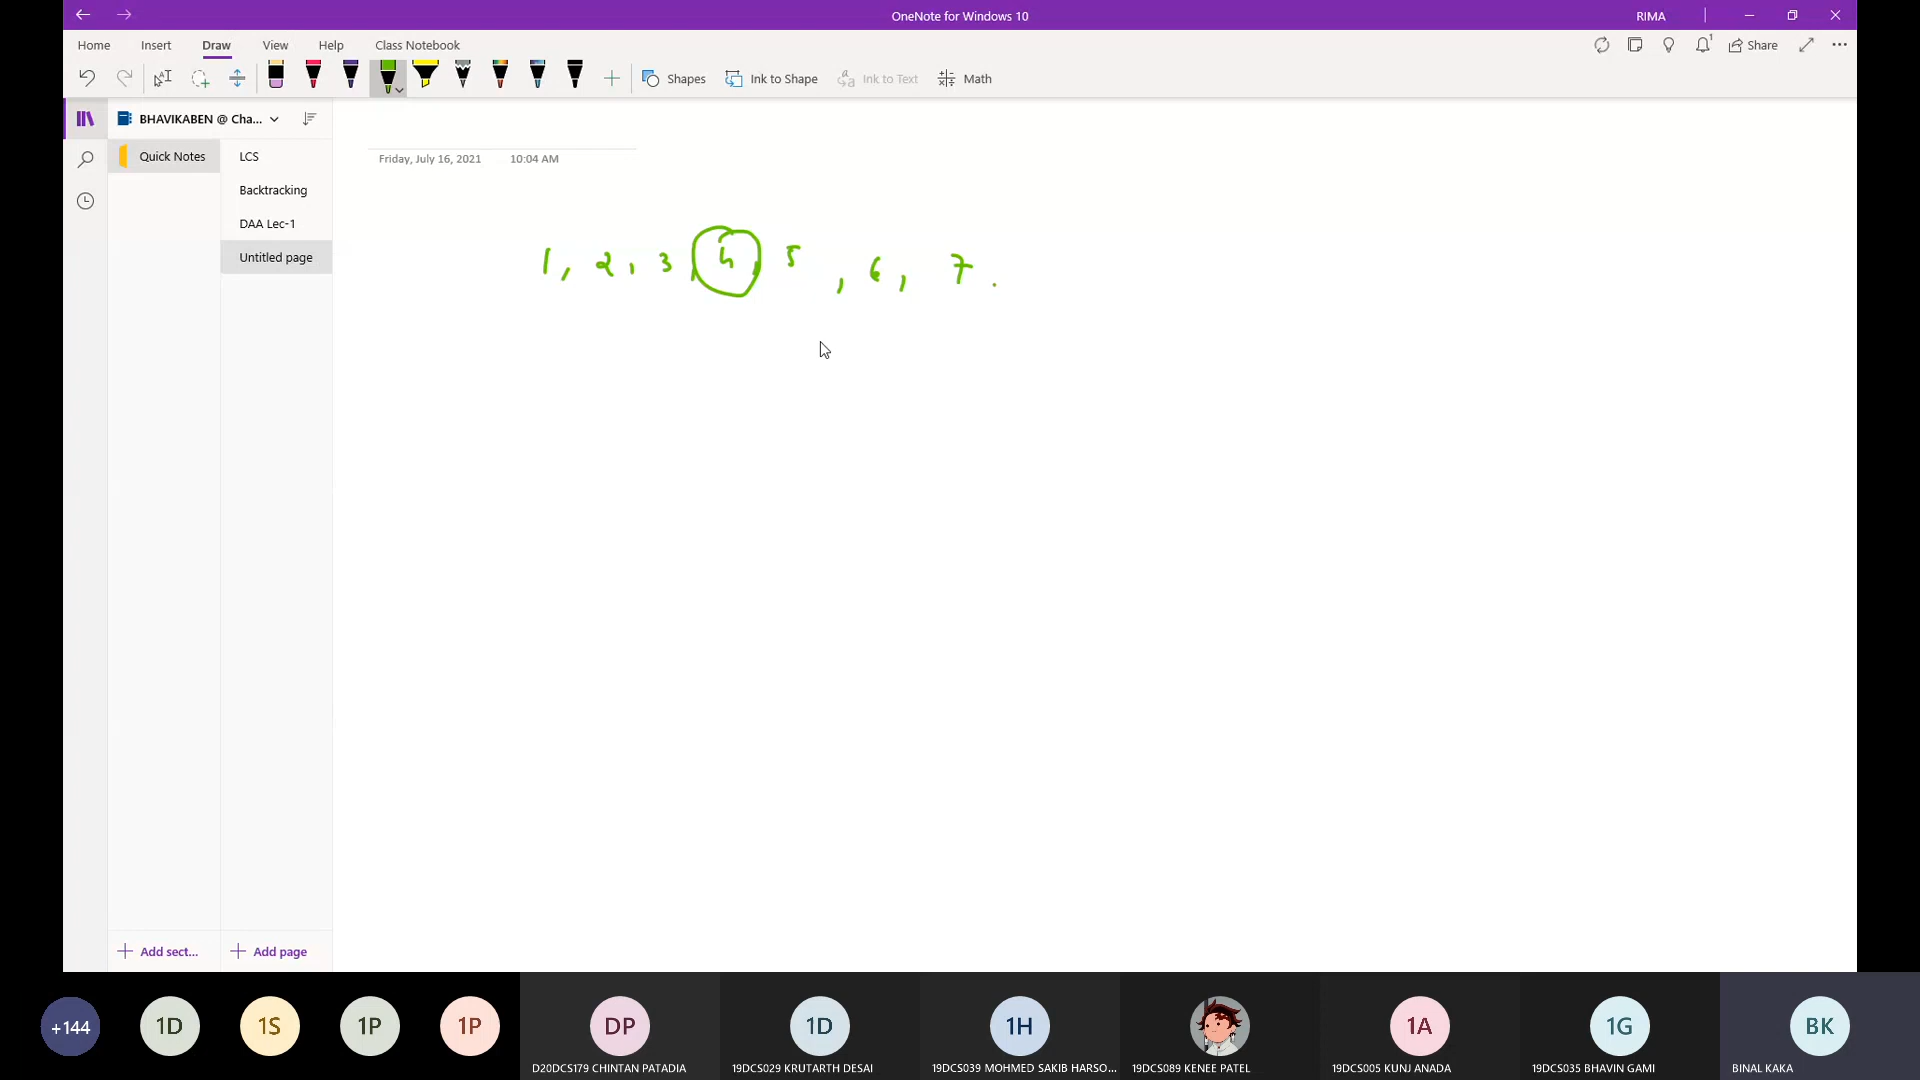 OneNote for Windows 10
RIMA
Home Insert Draw View Help Class Notebook
Share
Shapes Ink to Shape Ink to Text Math
BHAVIKABEN @ Cha...
Quick Notes
LCS
Backtracking
DAA Lec-1
Untitled page
Friday, July 16, 2021 10:04 AM
1, 2, 3, 4, 5, 6, 7.
Add sect... Add page
+144 1D 1S 1P 1P DP 1D 1H 1A 1G BK
D20DCS179 CHINTAN PATADIA 19DCS029 KRUTARTH DESAI 19DCS039 MOHMED SAKIB HARSO... 19DCS089 KENEE PATEL 19DCS005 KUNJ ANADA 19DCS035 BHAVIN GAMI BINAL KAKA